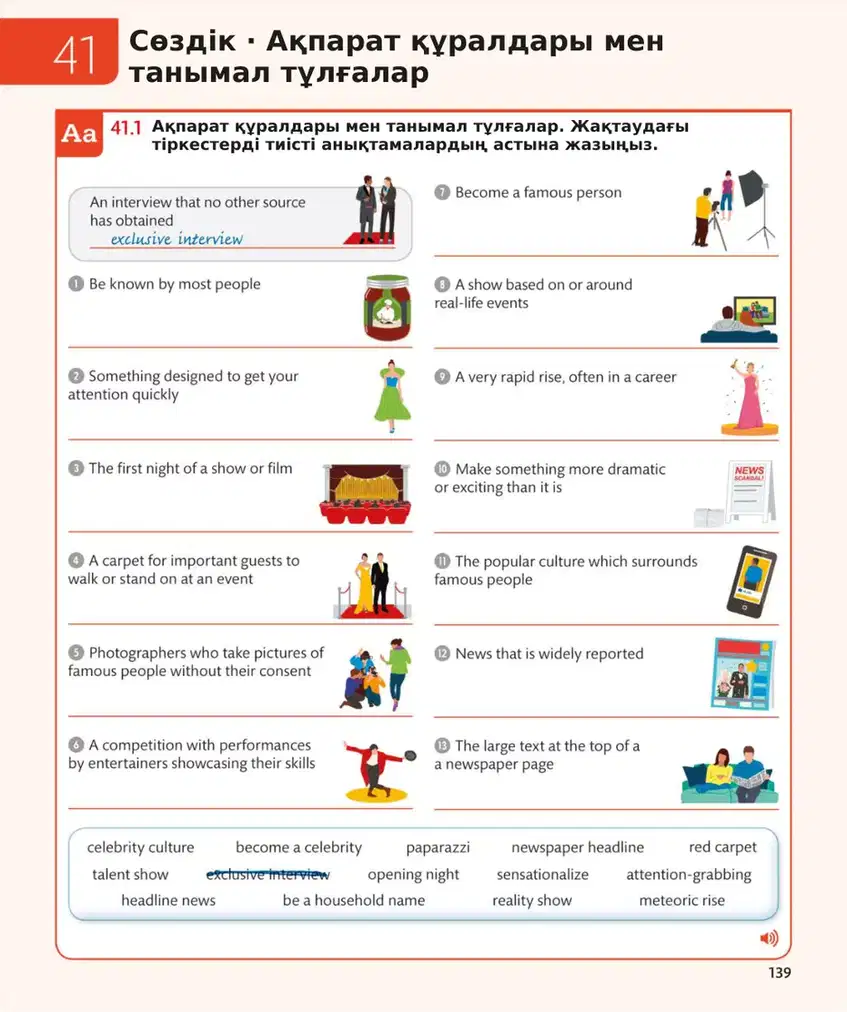 41
Сөздік · Ақпарат құралдары мен
танымал тұлғалар
Aa
41.1 Ақпарат құралдары мен танымал тұлғалар. Жақтаудағы
тіркестерді тиісті анықтамалардың астына жазыңыз.
An interview that no other source
has obtained
exclusive interview
1 Be known by most people
2 Something designed to get your
attention quickly
3 The first night of a show or film
4 A carpet for important guests to
walk or stand on at an event
5 Photographers who take pictures of
famous people without their consent
6 A competition with performances
by entertainers showcasing their skills
7 Become a famous person
8 A show based on or around
real-life events
9 A very rapid rise, often in a career
10 Make something more dramatic
or exciting than it is
NEWS
SCANDAL!
11 The popular culture which surrounds
famous people
12 News that is widely reported
13 The large text at the top of a
a newspaper page
celebrity culture become a celebrity paparazzi newspaper headline red carpet
talent show exclusive interview opening night sensationalize attention-grabbing
headline news be a household name reality show meteoric rise
139